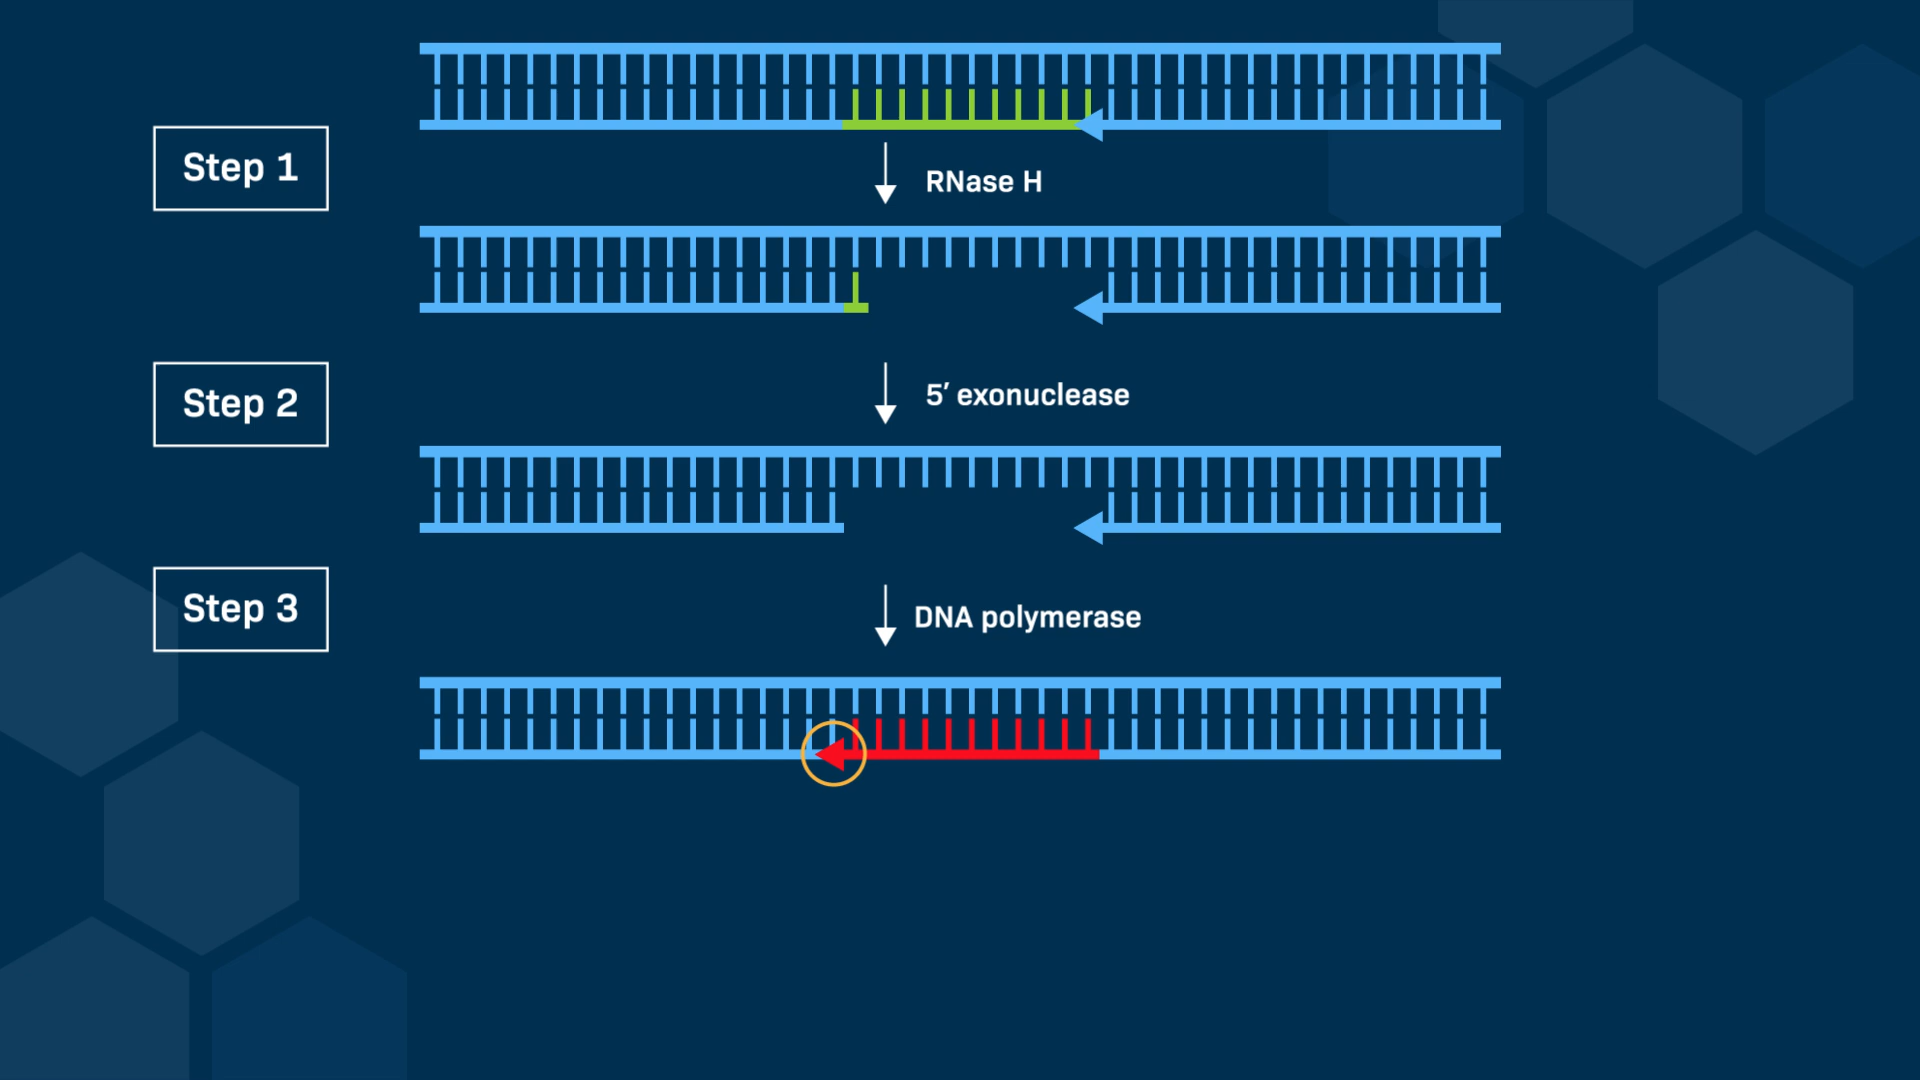 Step 1
RNase H
Step 2
5′ exonuclease
Step 3
DNA polymerase